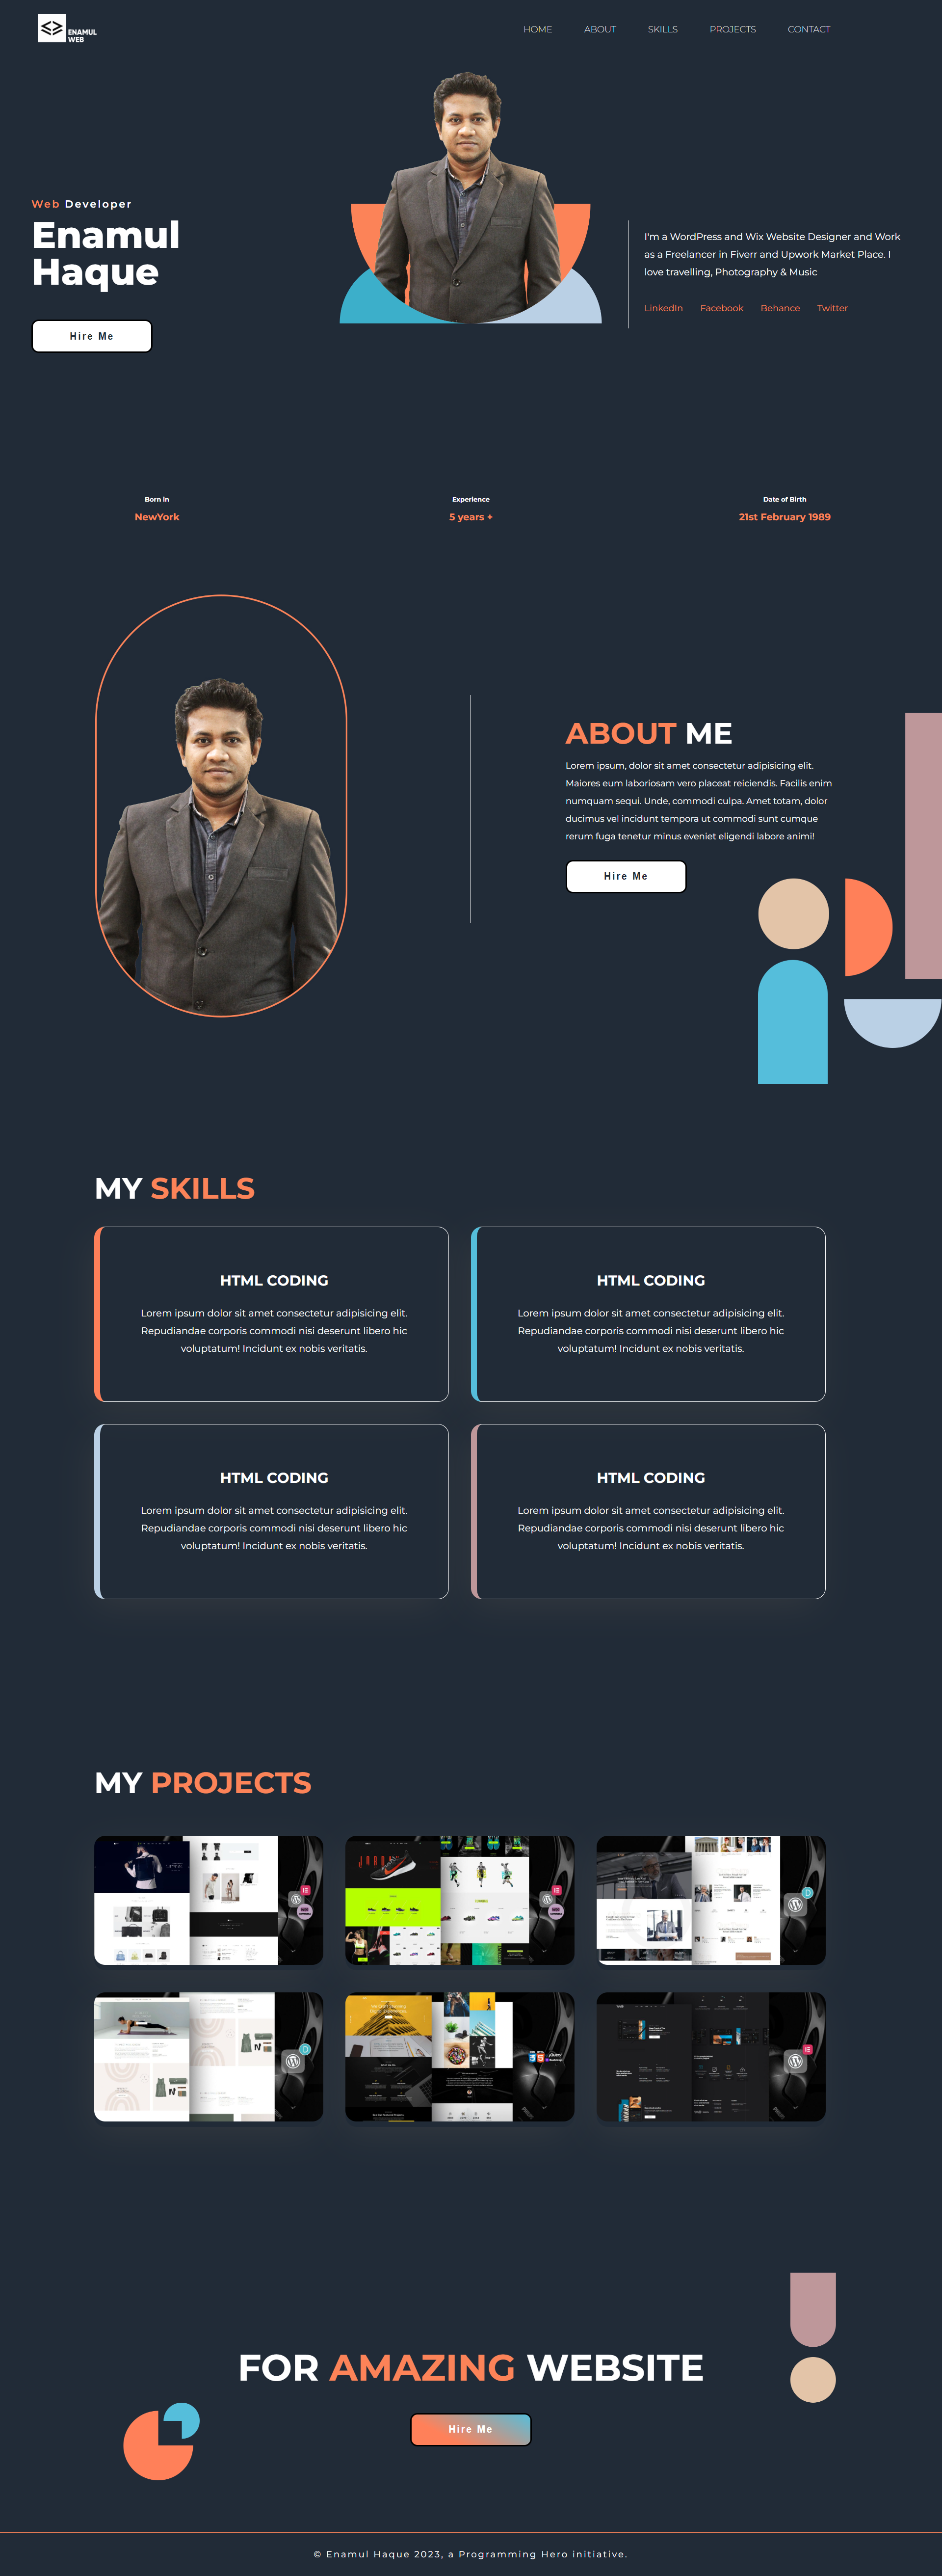 ENAMUL
WEB
HOME ABOUT SKILLS PROJECTS CONTACT
Web Developer
Enamul
Haque
Hire Me
I'm a WordPress and Wix Website Designer and Work
as a Freelancer in Fiverr and Upwork Market Place. I
love travelling, Photography & Music
LinkedIn Facebook Behance Twitter
Born in
NewYork
Experience
5 years +
Date of Birth
21st February 1989
ABOUT ME
Lorem ipsum, dolor sit amet consectetur adipisicing elit.
Maiores eum laboriosam vero placeat reiciendis. Facilis enim
numquam sequi. Unde, commodi culpa. Amet totam, dolor
ducimus vel incidunt tempora ut commodi sunt cumque
rerum fuga tenetur minus eveniet eligendi labore animi!
Hire Me
MY SKILLS
HTML CODING
Lorem ipsum dolor sit amet consectetur adipisicing elit.
Repudiandae corporis commodi nisi deserunt libero hic
voluptatum! Incidunt ex nobis veritatis.
HTML CODING
Lorem ipsum dolor sit amet consectetur adipisicing elit.
Repudiandae corporis commodi nisi deserunt libero hic
voluptatum! Incidunt ex nobis veritatis.
HTML CODING
Lorem ipsum dolor sit amet consectetur adipisicing elit.
Repudiandae corporis commodi nisi deserunt libero hic
voluptatum! Incidunt ex nobis veritatis.
HTML CODING
Lorem ipsum dolor sit amet consectetur adipisicing elit.
Repudiandae corporis commodi nisi deserunt libero hic
voluptatum! Incidunt ex nobis veritatis.
MY PROJECTS
JORDAN
FOR AMAZING WEBSITE
Hire Me
© Enamul Haque 2023, a Programming Hero initiative.